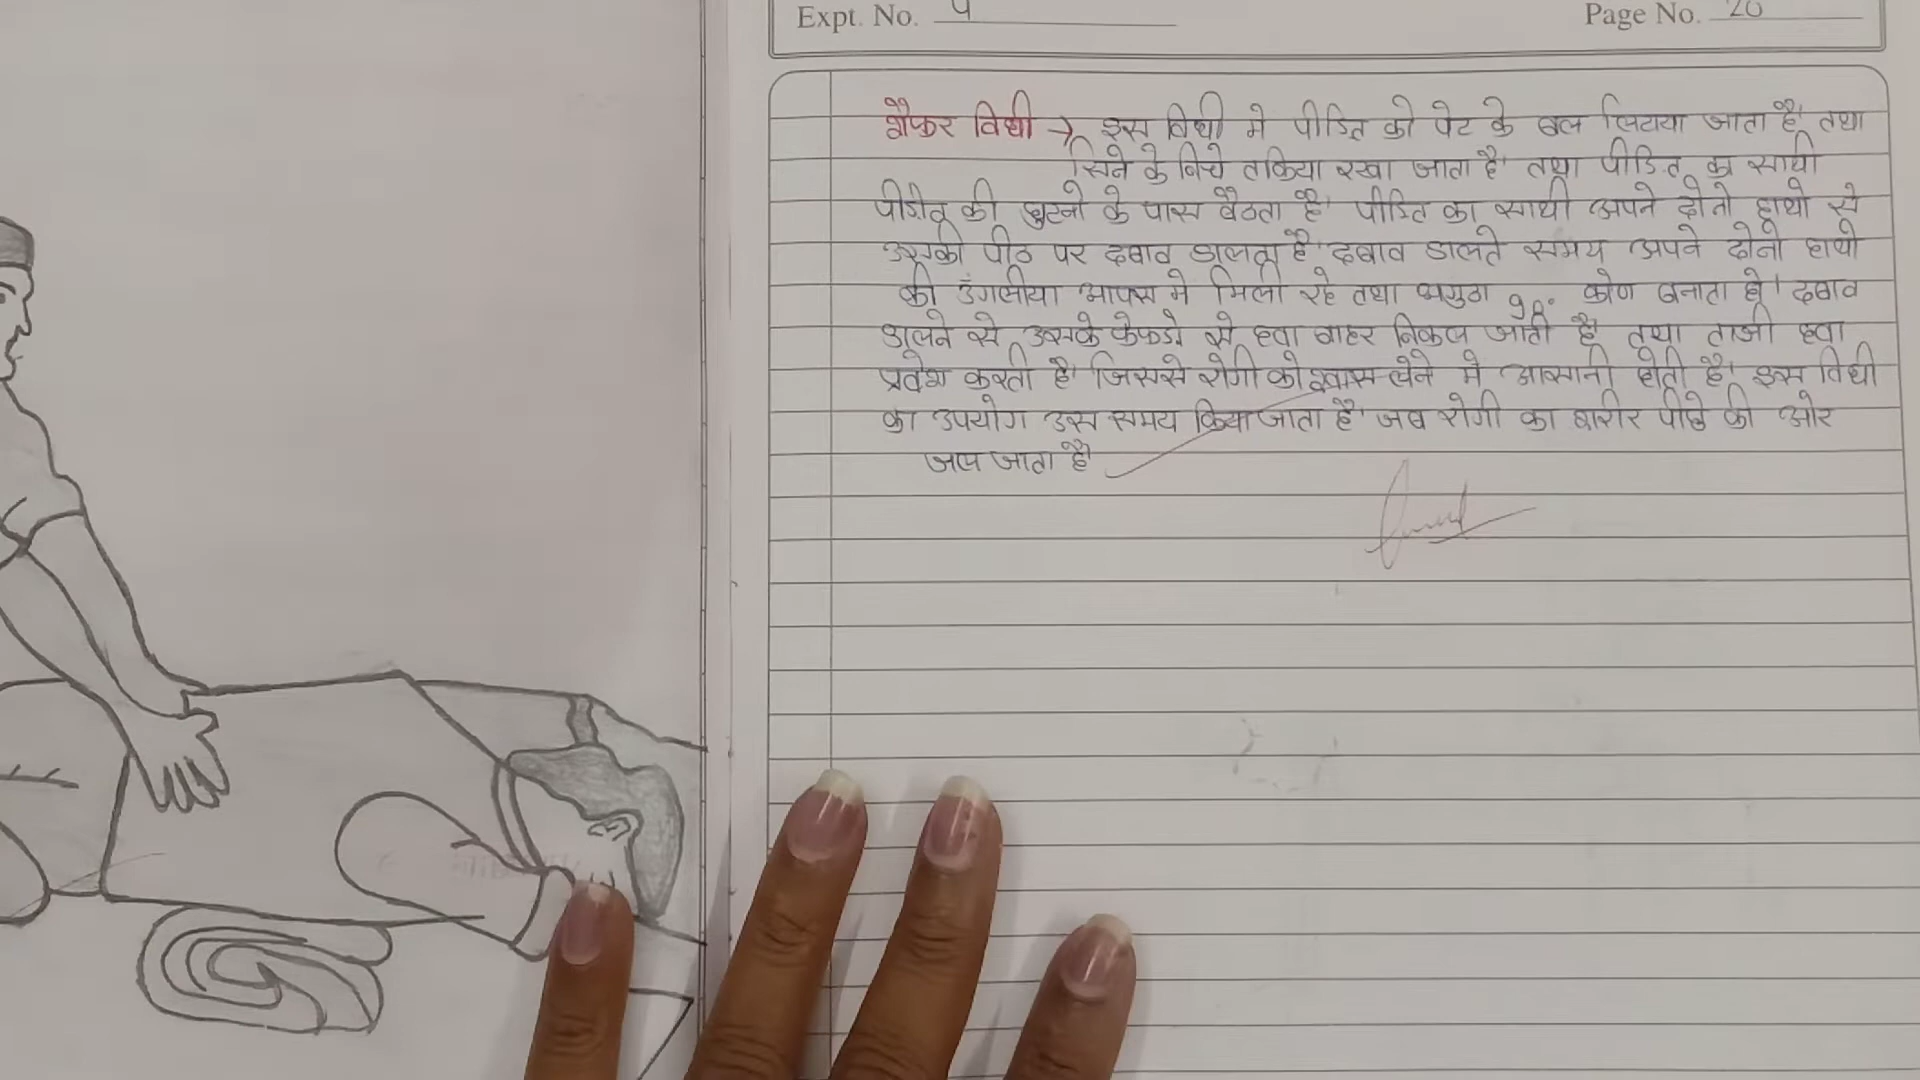 Expt. No. 4
Page No. 20
शैफर विधी → इस विधी मे पीडित को पेट के बल लिटाया जाता है तथा
सिने के निचे तकिया रखा जाता है तथा पीडित का साथी
पीडीत की घुटनो के पास बैठता है। पीडित का साथी अपने दोनो हाथो से
उसकी पीठ पर दबाव डालता है दबाव डालते समय अपने दोनो हाथो
की उंगलीया आपस मे मिली रहे तथा अगुठा 90° कोण बनाता हो। दबाव
डालने से उसके फेफडो से हवा बाहर निकल जाती है तथा ताजी हवा
प्रवेश करती है। जिससे रोगी को श्वास लेने मे आसानी होती है। इस विधी
का उपयोग उस समय किया जाता है जब रोगी का शरीर पीछे की ओर
जल जाता है